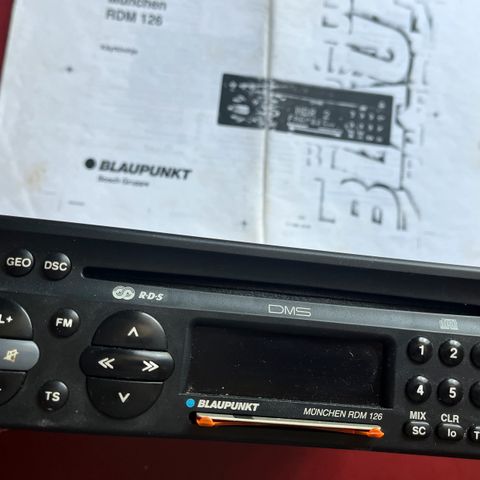 München
RDM 126
Käyttöohje
BLAUPUNKT
Bosch Gruppe
GEO
DSC
R·D·S
DMS
L+
FM
TS
1
2
4
5
BLAUPUNKT
MÜNCHEN RDM 126
MIX
CLR
SC
lo
T